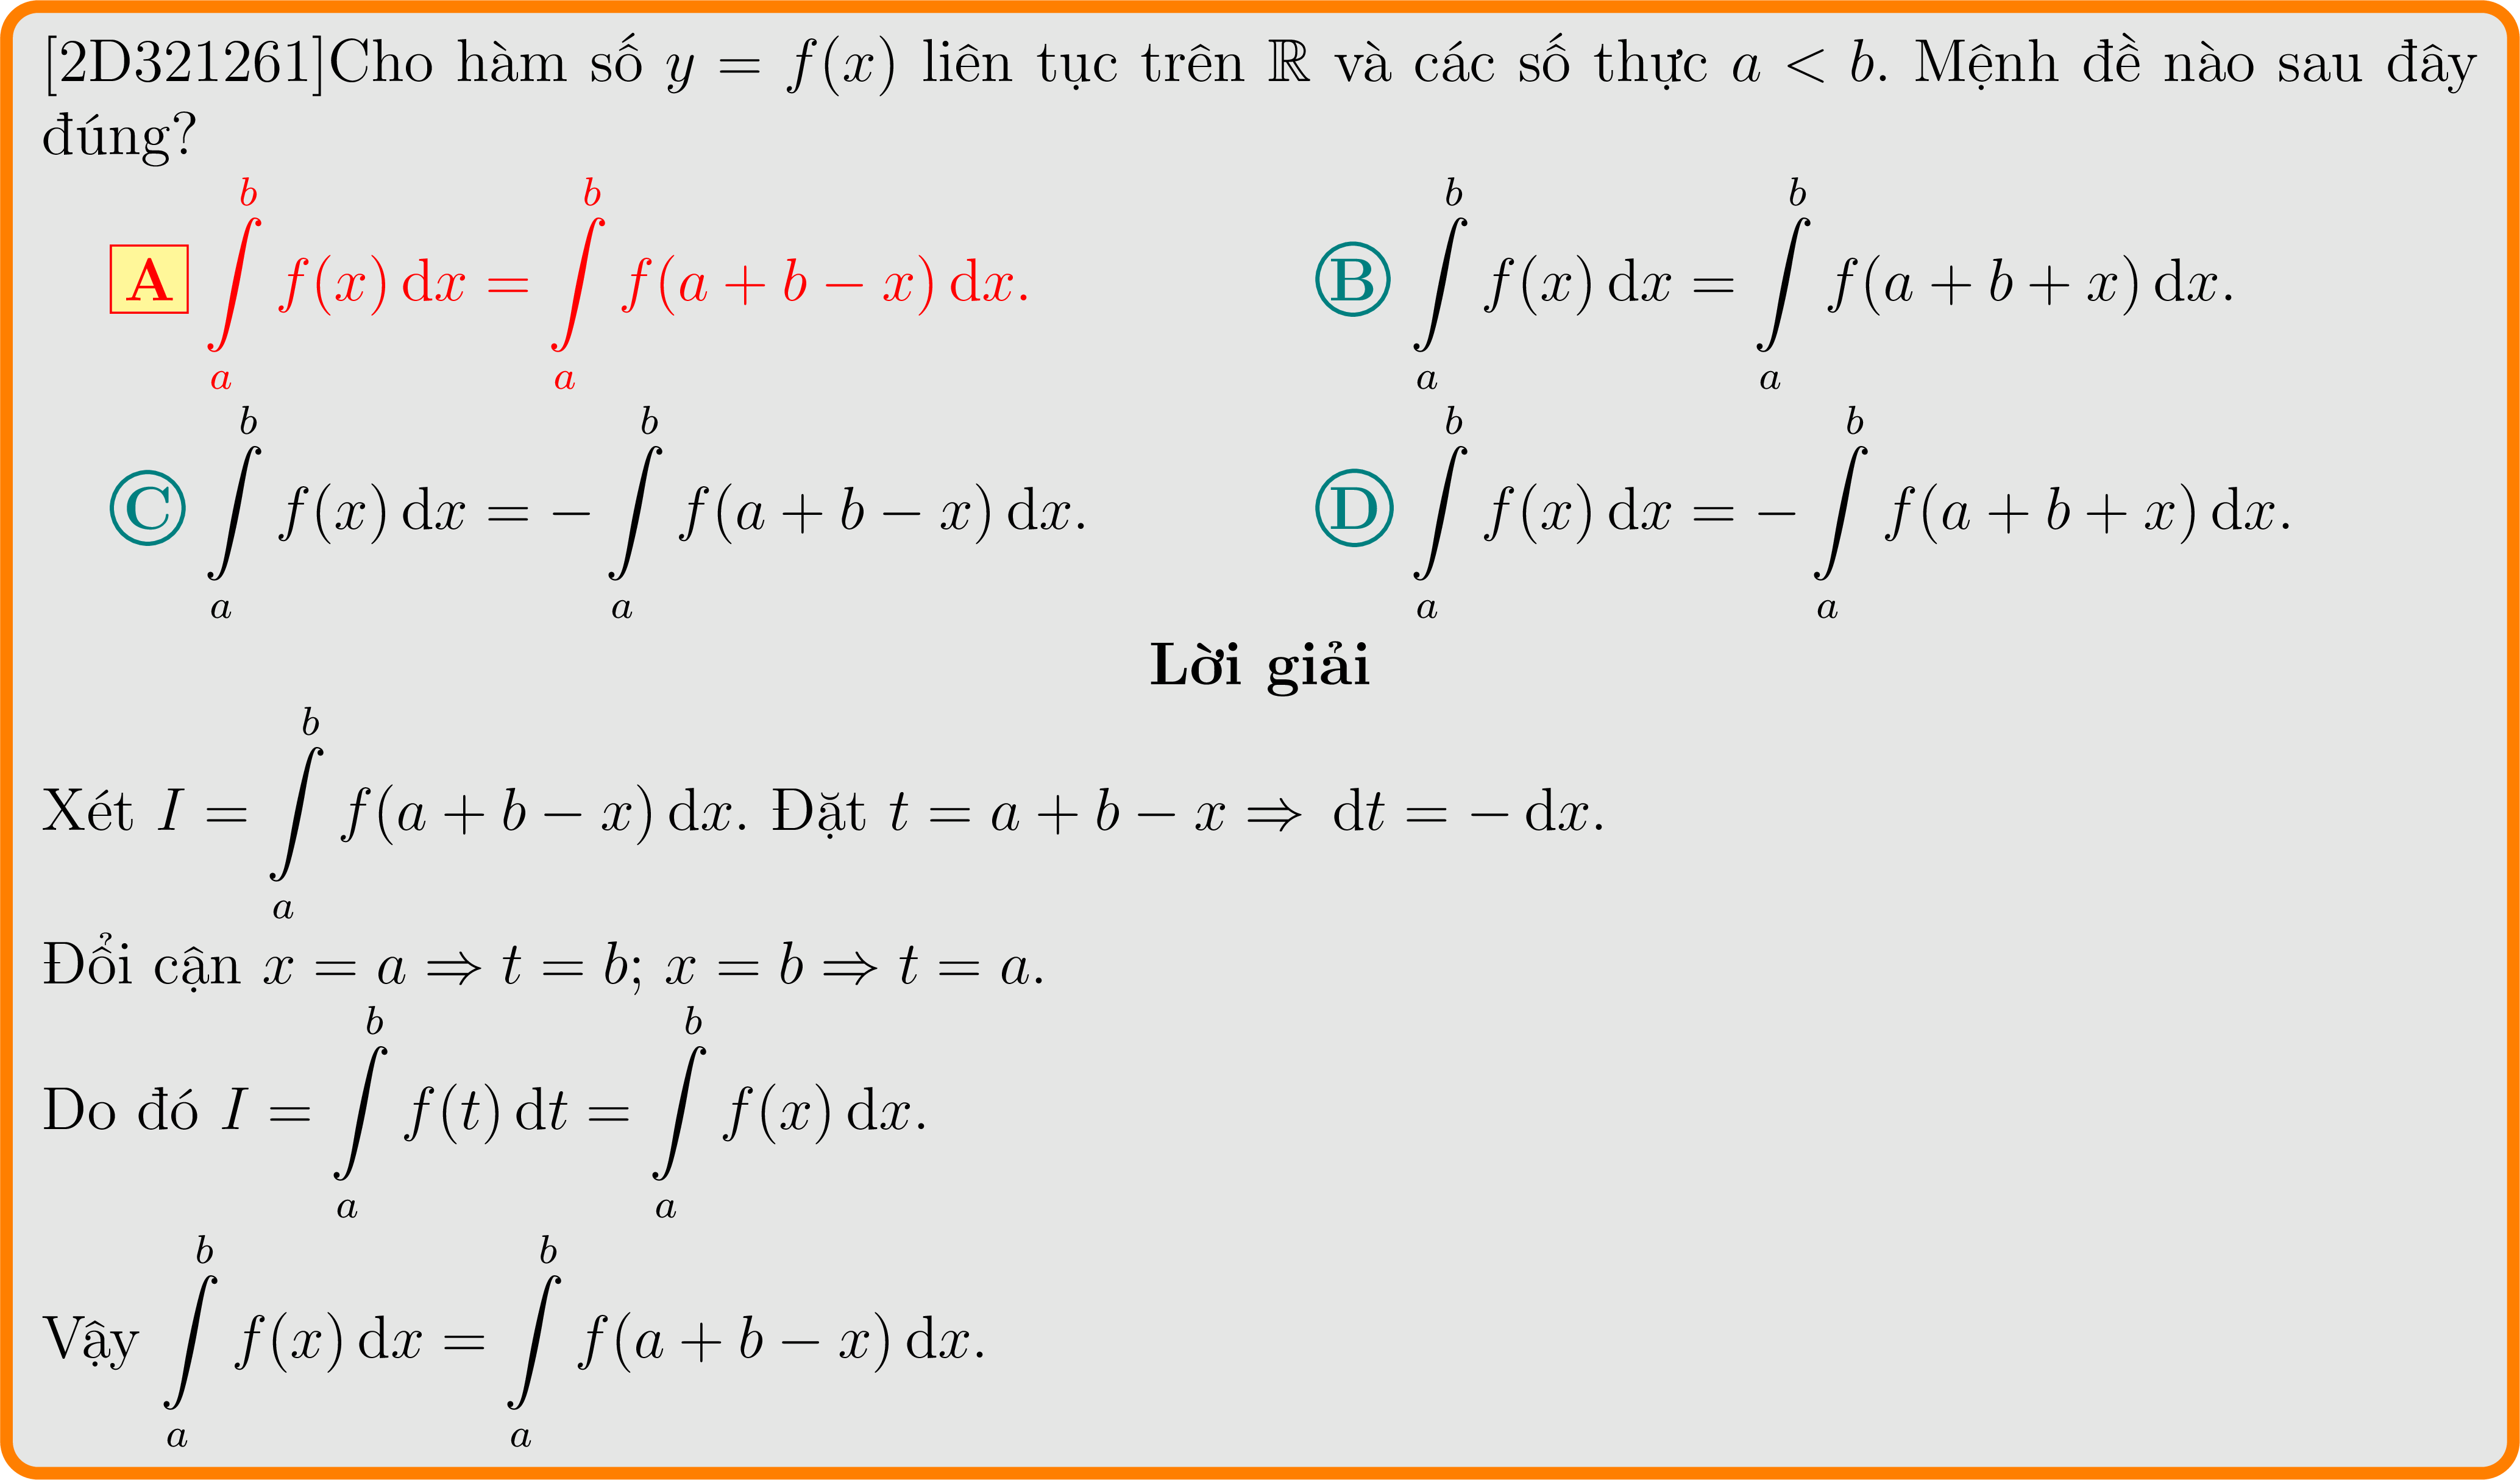 [2D321261]Cho hàm số $y = f(x)$ liên tục trên $\mathbb{R}$ và các số thực $a < b$. Mệnh đề nào sau đây
đúng?
A $\int\limits_a^b f(x)\,\mathrm{d}x = \int\limits_a^b f(a + b - x)\,\mathrm{d}x.$ B $\int\limits_a^b f(x)\,\mathrm{d}x = \int\limits_a^b f(a + b + x)\,\mathrm{d}x.$
C $\int\limits_a^b f(x)\,\mathrm{d}x = -\int\limits_a^b f(a + b - x)\,\mathrm{d}x.$ D $\int\limits_a^b f(x)\,\mathrm{d}x = -\int\limits_a^b f(a + b + x)\,\mathrm{d}x.$
Lời giải
Xét $I = \int\limits_a^b f(a + b - x)\,\mathrm{d}x.$ Đặt $t = a + b - x \Rightarrow \mathrm{d}t = -\mathrm{d}x.$
Đổi cận $x = a \Rightarrow t = b$; $x = b \Rightarrow t = a.$
Do đó $I = \int\limits_a^b f(t)\,\mathrm{d}t = \int\limits_a^b f(x)\,\mathrm{d}x.$
Vậy $\int\limits_a^b f(x)\,\mathrm{d}x = \int\limits_a^b f(a + b - x)\,\mathrm{d}x.$